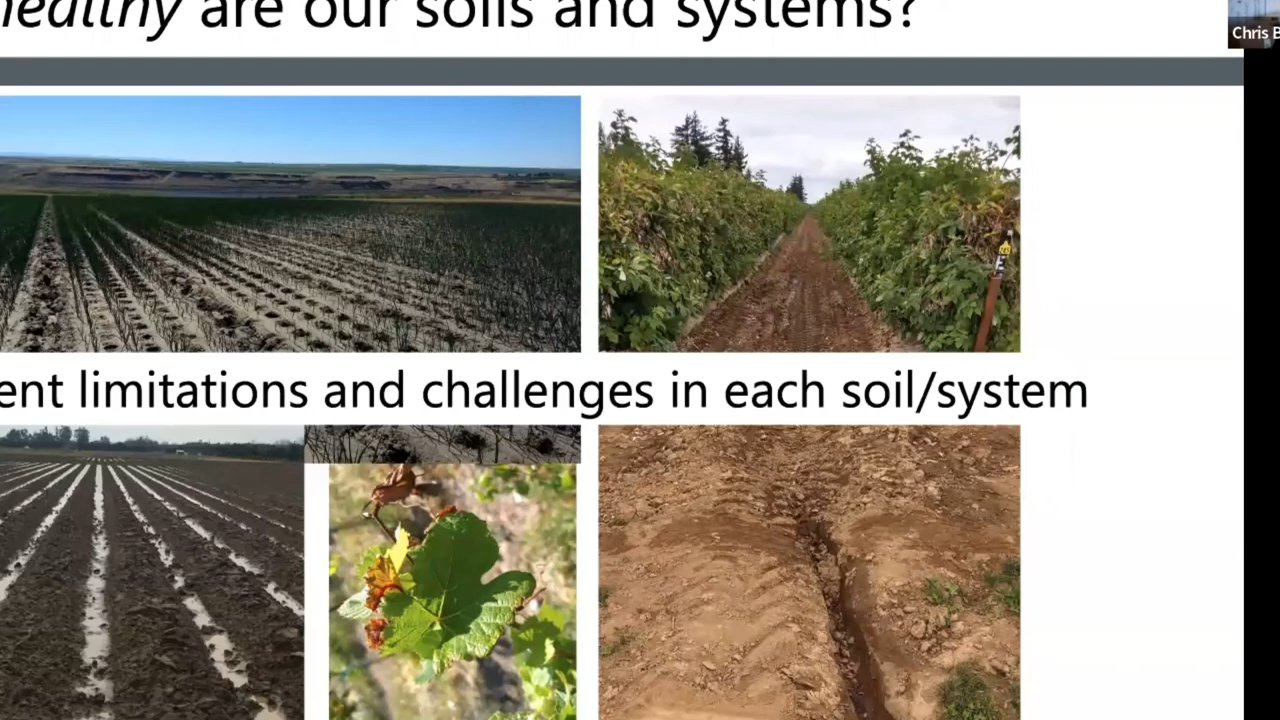 healthy are our soils and systems?
Chris B
ent limitations and challenges in each soil/system